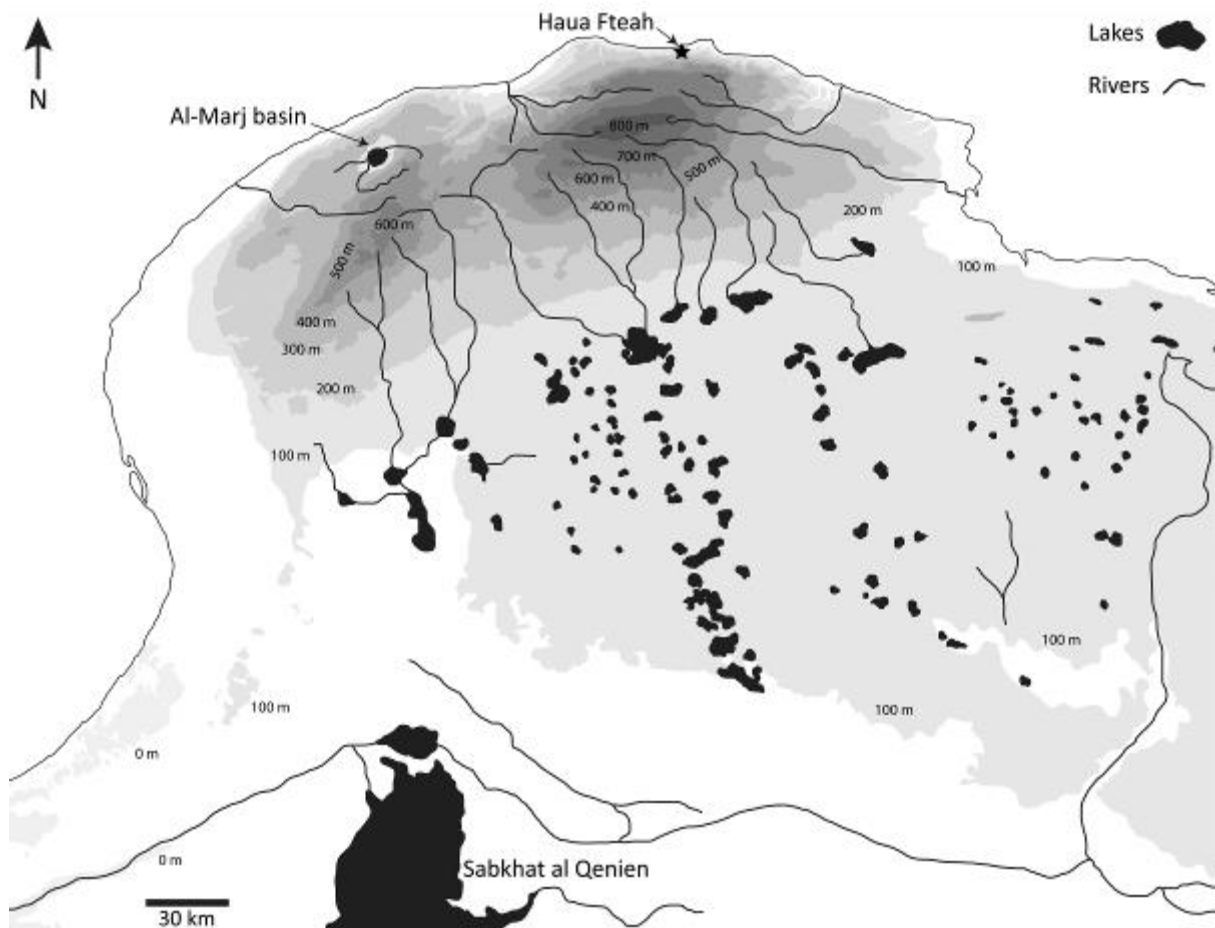 Haua Fteah
Lakes
N
Rivers
Al-Marj basin
800 m
700 m
500 m
600 m
400 m
200 m
600 m
500 m
100 m
400 m
300 m
200 m
100 m
100 m
100 m
100 m
0 m
0 m
Sabkhat al Qenien
30 km